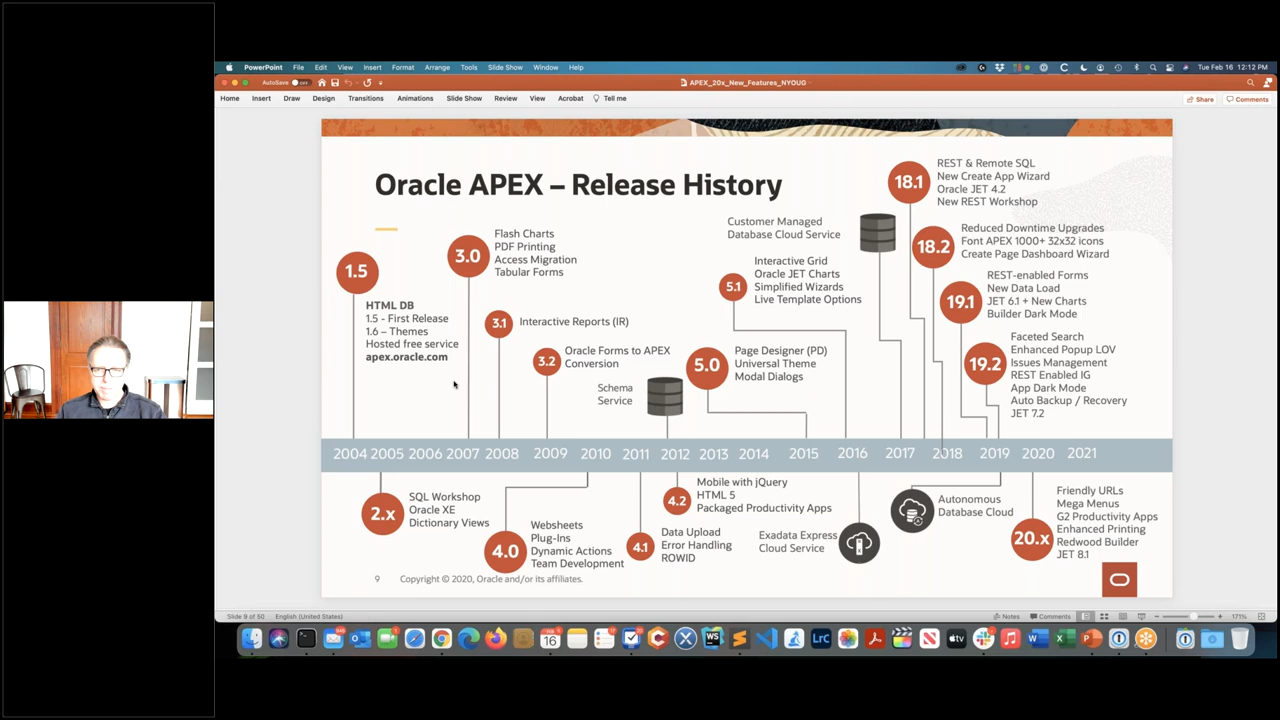 PowerPoint File Edit View Insert Format Arrange Tools Slide Show Window Help Tue Feb 16 12:12 PM
AutoSave OFF APEX_20x_New_Features_NYOUG
Home Insert Draw Design Transitions Animations Slide Show Review View Acrobat Tell me Share Comments
Oracle APEX – Release History
1.5
HTML DB
1.5 - First Release
1.6 – Themes
Hosted free service
apex.oracle.com
3.0
Flash Charts
PDF Printing
Access Migration
Tabular Forms
3.1
Interactive Reports (IR)
3.2
Oracle Forms to APEX
Conversion
Schema
Service
5.0
Page Designer (PD)
Universal Theme
Modal Dialogs
5.1
Interactive Grid
Oracle JET Charts
Simplified Wizards
Live Template Options
Customer Managed
Database Cloud Service
18.1
REST & Remote SQL
New Create App Wizard
Oracle JET 4.2
New REST Workshop
18.2
Reduced Downtime Upgrades
Font APEX 1000+ 32x32 icons
Create Page Dashboard Wizard
19.1
REST-enabled Forms
New Data Load
JET 6.1 + New Charts
Builder Dark Mode
19.2
Faceted Search
Enhanced Popup LOV
Issues Management
REST Enabled IG
App Dark Mode
Auto Backup / Recovery
JET 7.2
2004 2005 2006 2007 2008 2009 2010 2011 2012 2013 2014 2015 2016 2017 2018 2019 2020 2021
2.x
SQL Workshop
Oracle XE
Dictionary Views
4.0
Websheets
Plug-Ins
Dynamic Actions
Team Development
4.1
Data Upload
Error Handling
ROWID
4.2
Mobile with jQuery
HTML 5
Packaged Productivity Apps
Exadata Express
Cloud Service
Autonomous
Database Cloud
20.x
Friendly URLs
Mega Menus
G2 Productivity Apps
Enhanced Printing
Redwood Builder
JET 8.1
9 Copyright © 2020, Oracle and/or its affiliates.
Slide 9 of 50 English (United States) Notes Comments 171%
16
WS
LrC
tv